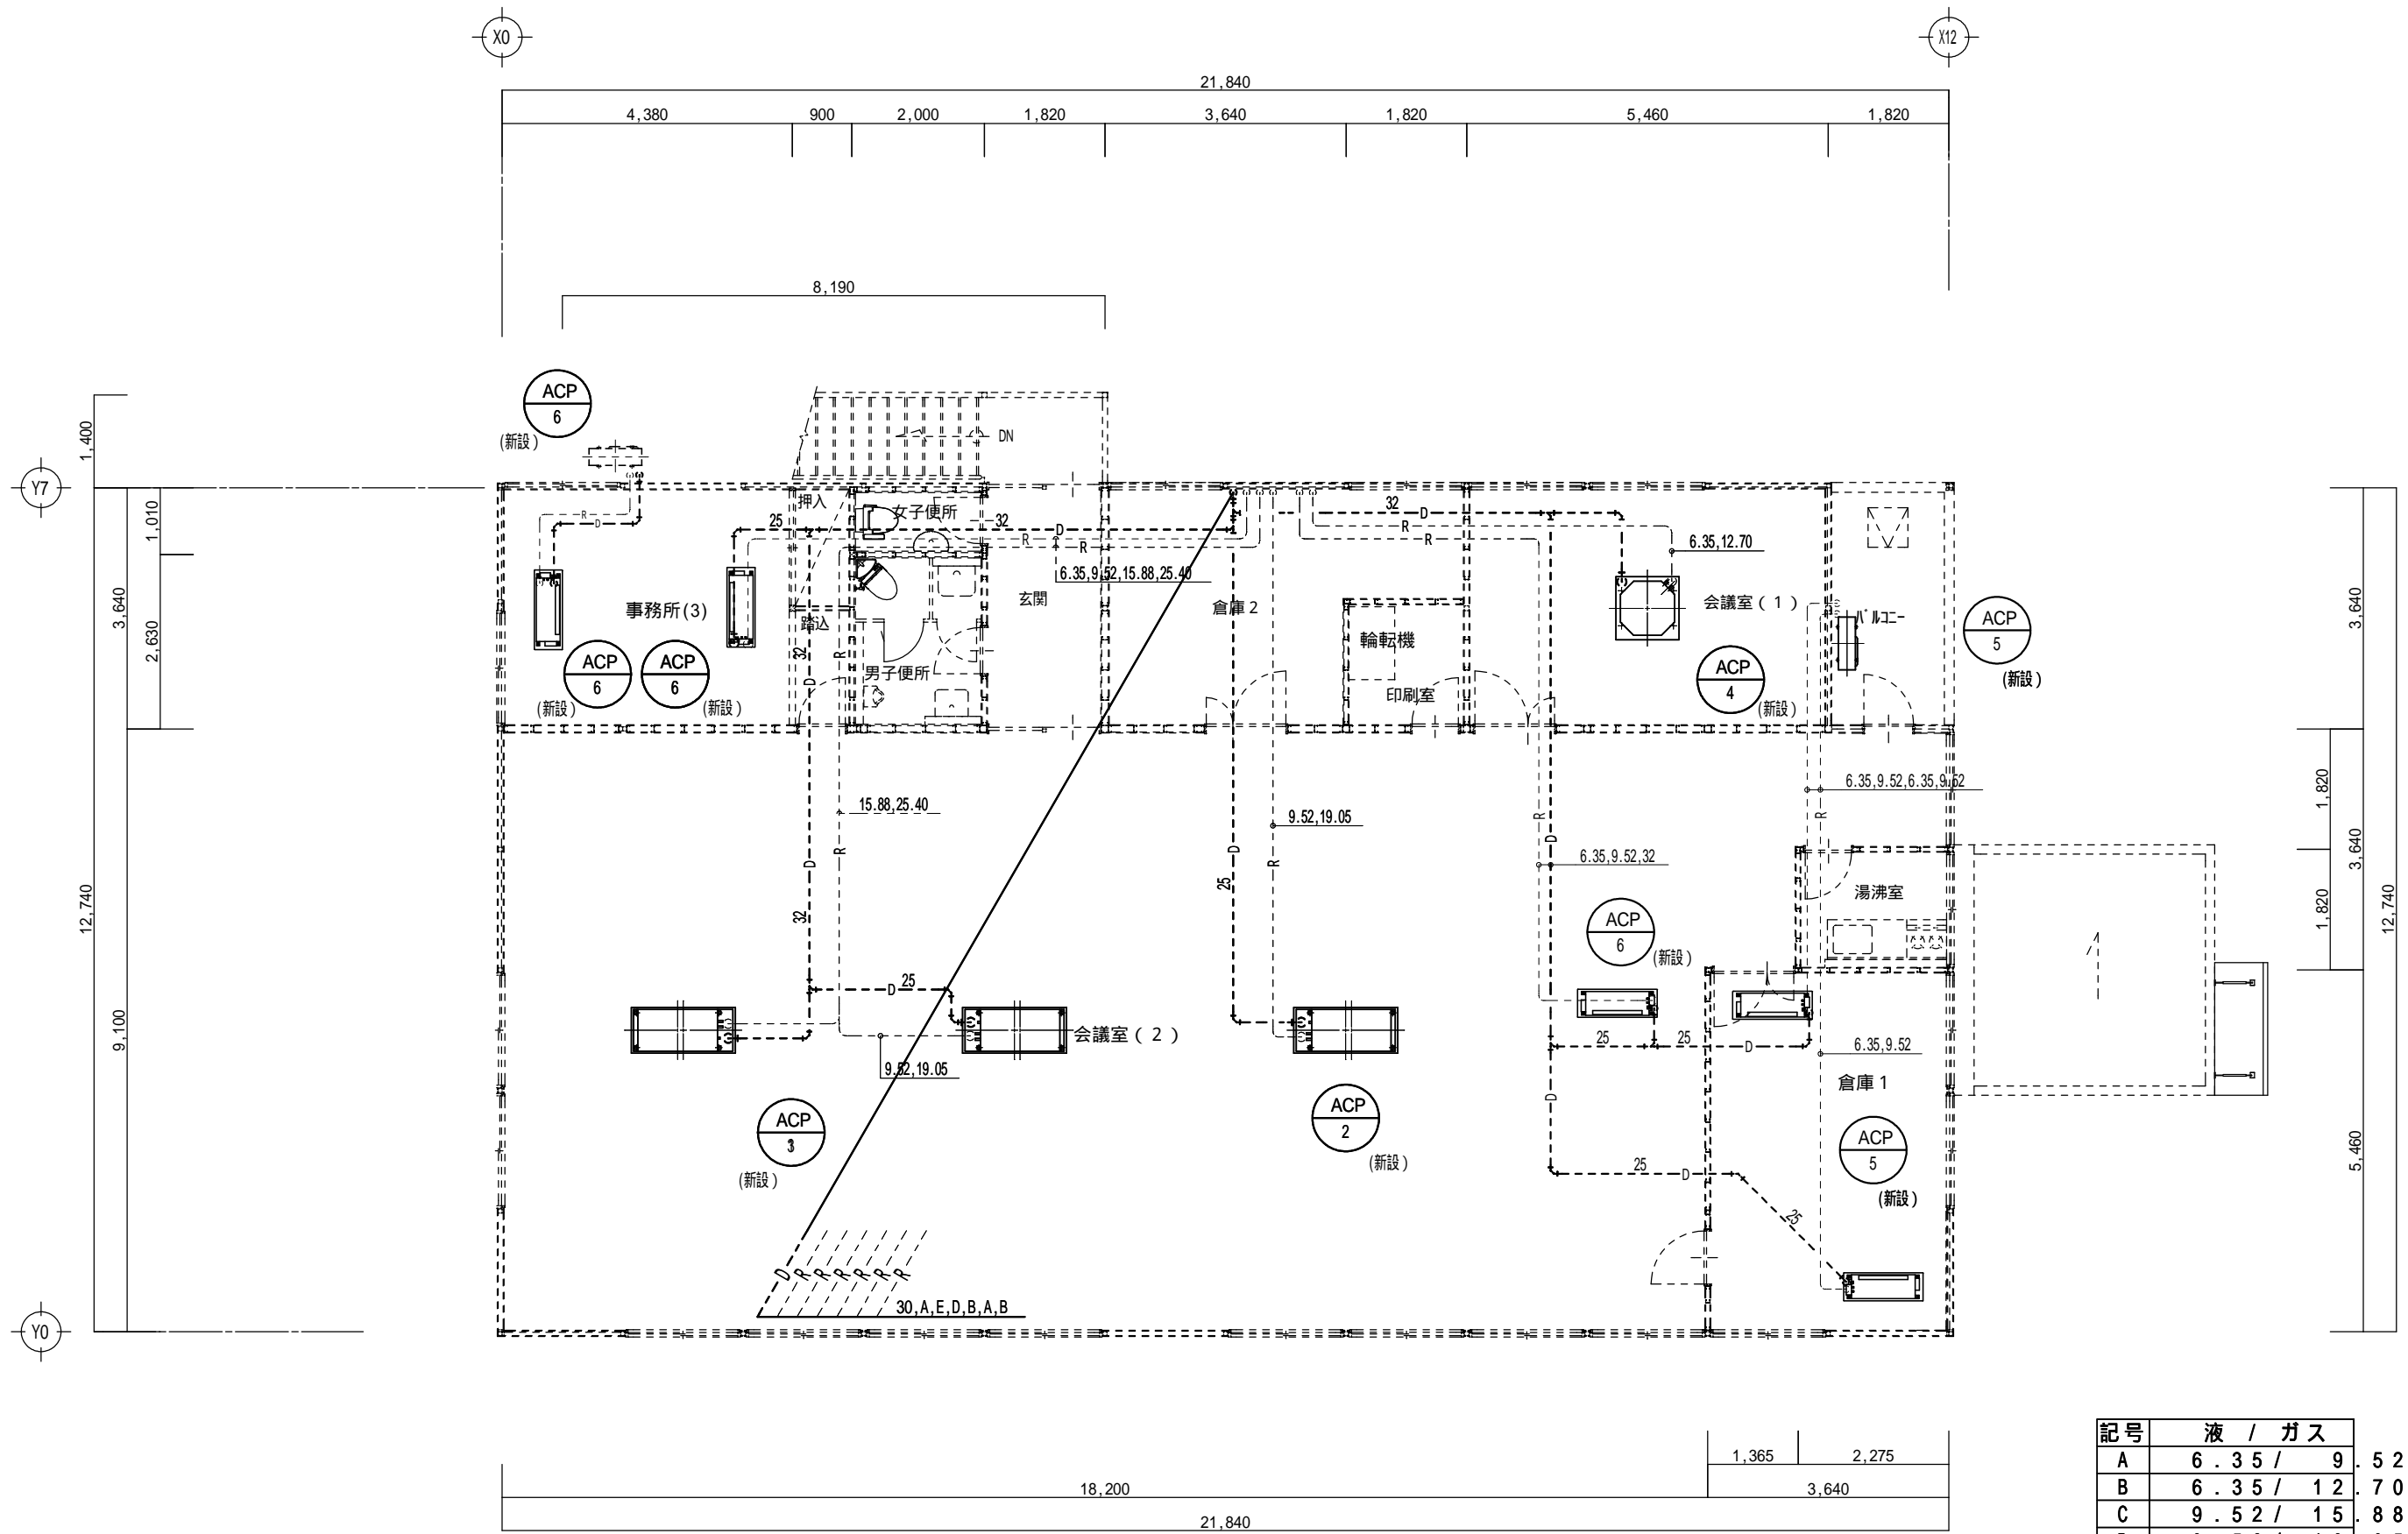 X0
X12
21,840
4,380 900 2,000 1,820 3,640 1,820 5,460 1,820
8,190
ACP
6
(新設)
1,400
DN
Y7
押入
女子便所
R
D
25
32
D
32
D
R
R
R
R
6.35,12.70
1,010
3,640
2,630
6.35,9.52,15.88,25.40
事務所(3)
玄関
倉庫2
輪転機
会議室(1)
バルコニー
ACP
5
(新設)
3,640
踏込
32
D
R
男子便所
印刷室
ACP
6
(新設)
ACP
6
(新設)
ACP
4
(新設)
6.35,9.52,6.35,9.52
1,820
15.88,25.40
9.52,19.05
R
D
R
3,640
D
R
D
R
6.35,9.52,32
12,740
25
32
湯沸室
1,820
12,740
ACP
6
(新設)
9,100
D 25
会議室(2)
25
25
D
6.35,9.52
9.52,19.05
倉庫1
D
ACP
3
(新設)
ACP
2
(新設)
ACP
5
(新設)
5,460
25
D
25
D R R R R R R
30,A,E,D,B,A,B
Y0
1,365 2,275
18,200 3,640
21,840
記号 液 / ガス
A 6.35/ 9.52
B 6.35/ 12.70
C 9.52/ 15.88